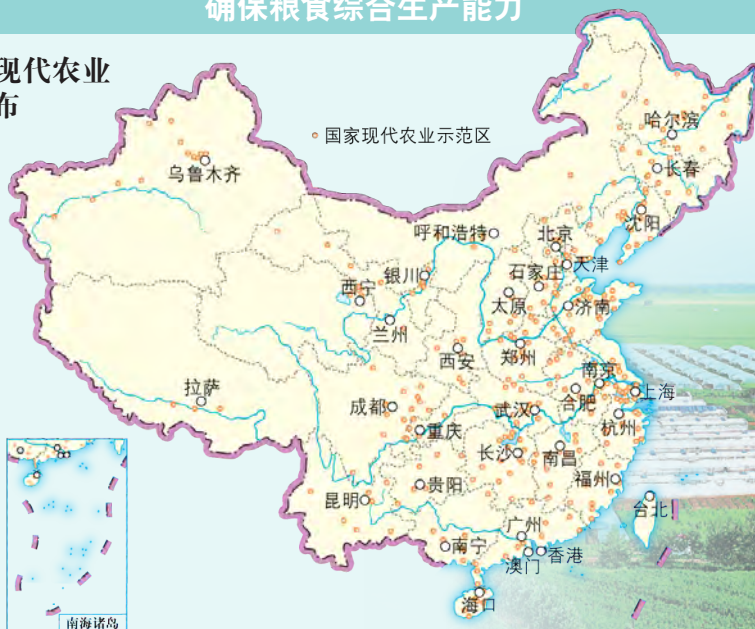 确保粮食综合生产能力
现代农业
布
国家现代农业示范区
哈尔滨
长春
乌鲁木齐
沈阳
呼和浩特
北京
天津
银川
石家庄
西宁
太原
济南
兰州
西安
郑州
南京
拉萨
上海
成都
武汉
合肥
杭州
重庆
长沙
南昌
贵阳
福州
昆明
台北
广州
南宁
香港
澳门
海口
南海诸岛